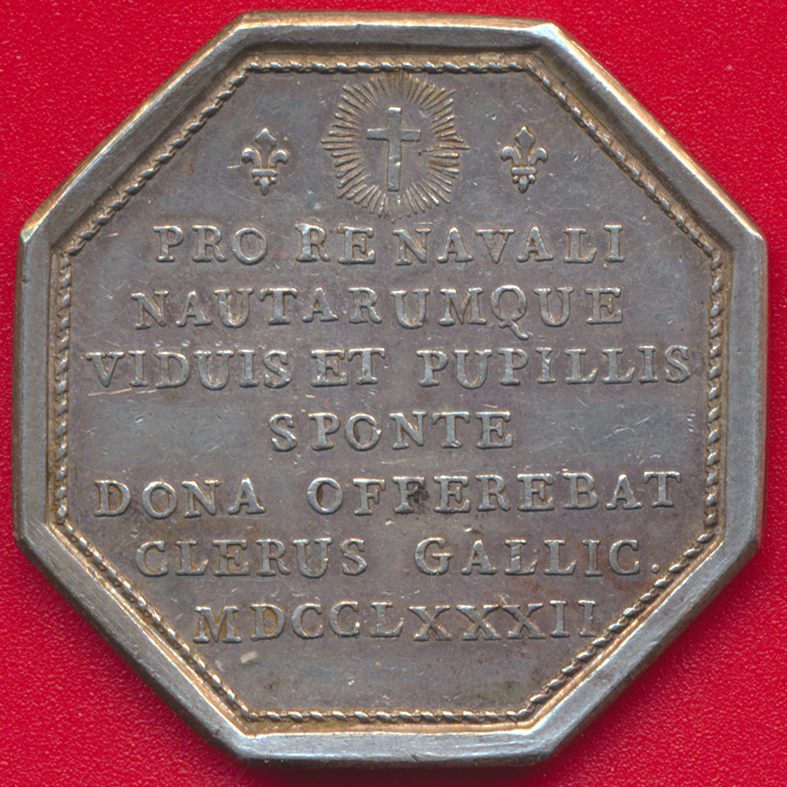 PRO RE NAVALI
NAUTARUMQUE
VIDUIS ET PUPILLIS
SPONTE
DONA OFFEREBAT
CLERUS GALLIC.
MDCCLXXXII